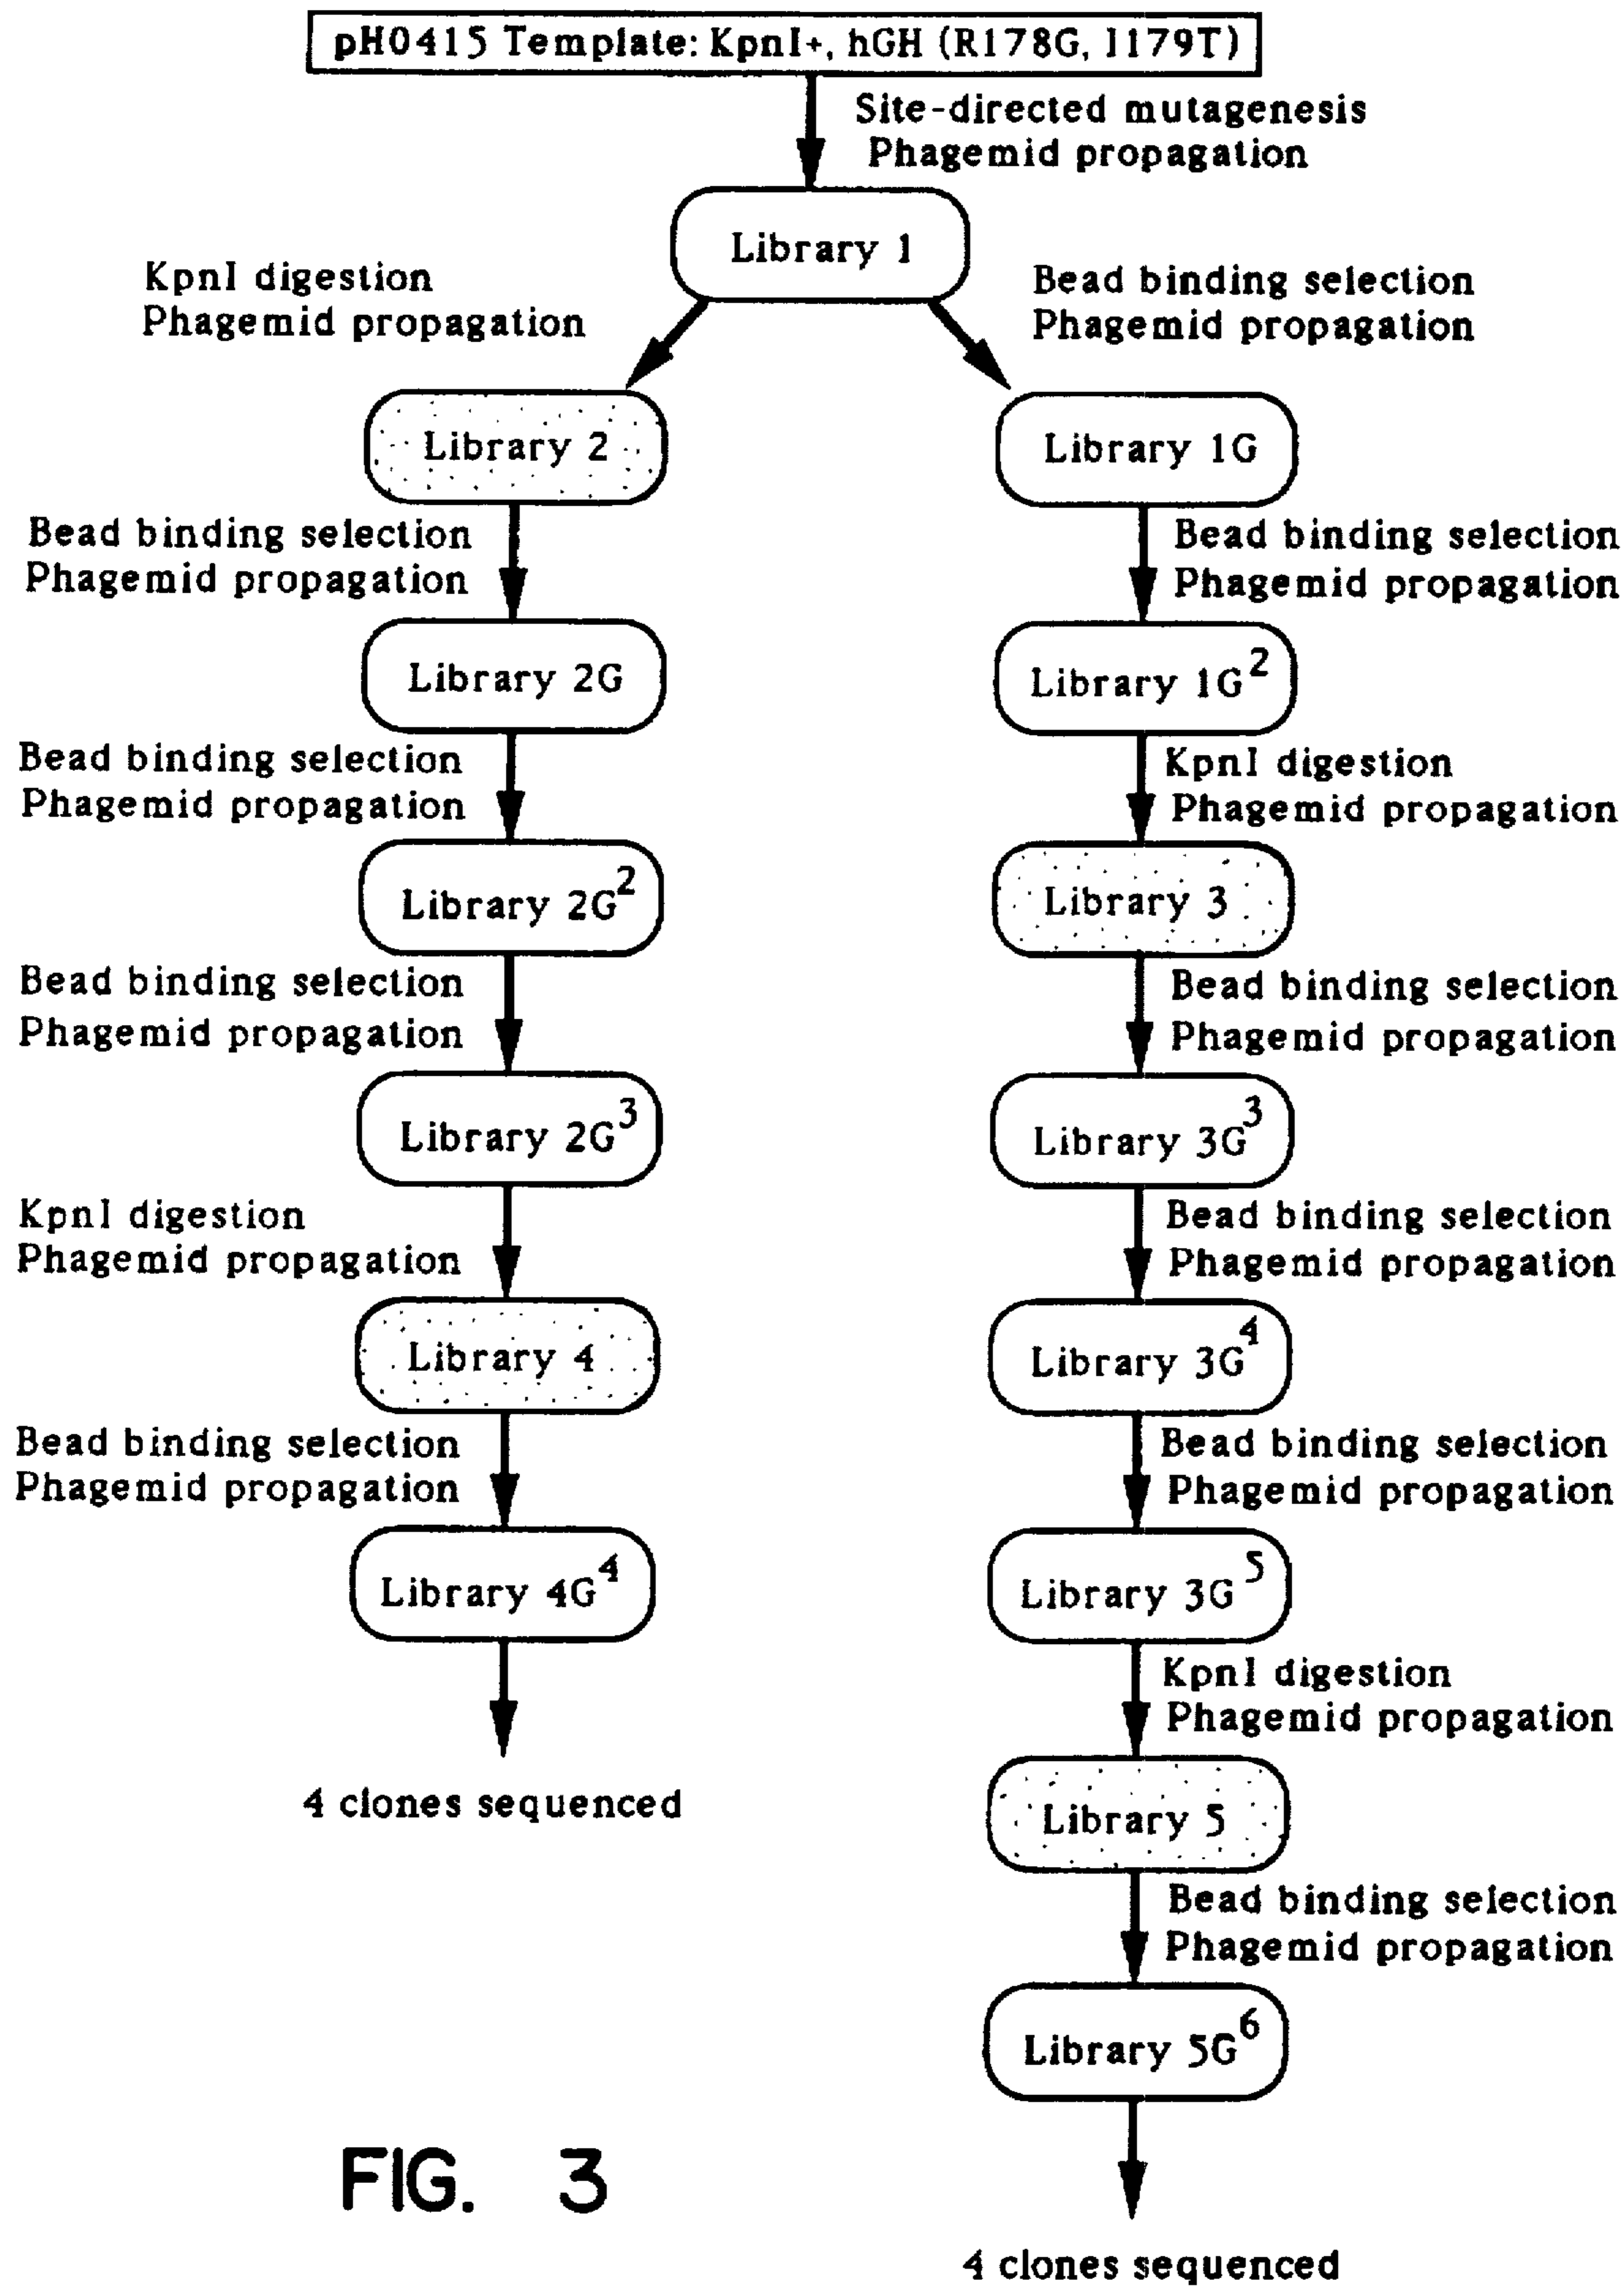 pH0415 Template: KpnI+, hGH (R178G, I179T)
Site-directed mutagenesis
Phagemid propagation
Library 1
KpnI digestion
Phagemid propagation
Bead binding selection
Phagemid propagation
Library 2
Library 1G
Bead binding selection
Phagemid propagation
Bead binding selection
Phagemid propagation
Library 2G
Library 1G²
Bead binding selection
Phagemid propagation
KpnI digestion
Phagemid propagation
Library 2G²
Library 3
Bead binding selection
Phagemid propagation
Bead binding selection
Phagemid propagation
Library 2G³
Library 3G³
KpnI digestion
Phagemid propagation
Bead binding selection
Phagemid propagation
Library 4
Library 3G⁴
Bead binding selection
Phagemid propagation
Bead binding selection
Phagemid propagation
Library 4G⁴
Library 3G⁵
KpnI digestion
Phagemid propagation
4 clones sequenced
Library 5
Bead binding selection
Phagemid propagation
Library 5G⁶
FIG. 3
4 clones sequenced